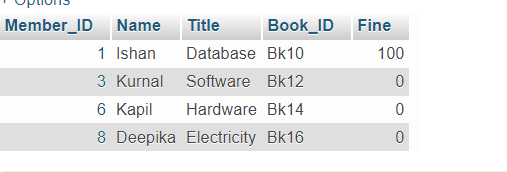 Options
Member_ID Name Title Book_ID Fine
1 Ishan Database Bk10 100
3 Kurnal Software Bk12 0
6 Kapil Hardware Bk14 0
8 Deepika Electricity Bk16 0